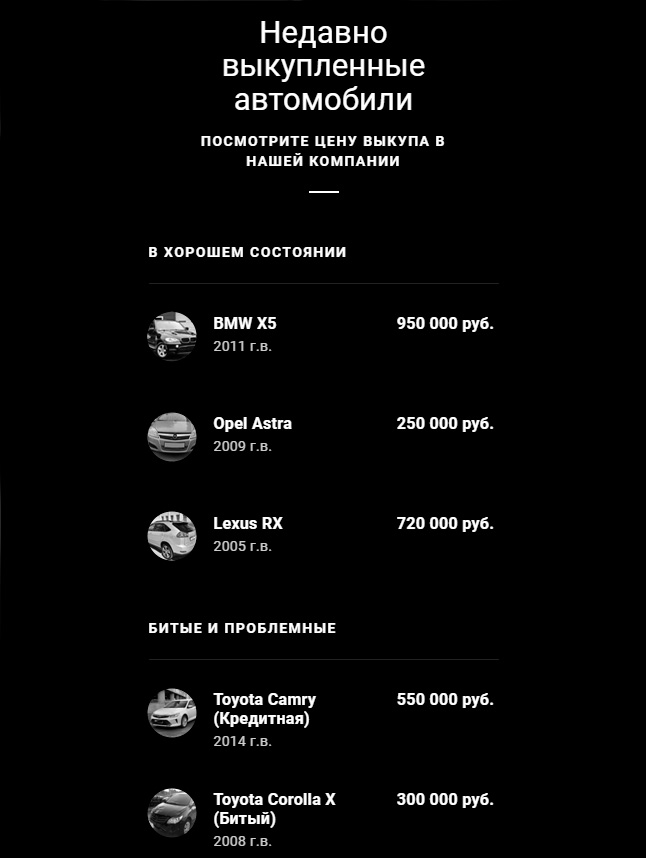 Недавно
выкупленные
автомобили
ПОСМОТРИТЕ ЦЕНУ ВЫКУПА В
НАШЕЙ КОМПАНИИ
В ХОРОШЕМ СОСТОЯНИИ
BMW X5 950 000 руб.
2011 г.в.
Opel Astra 250 000 руб.
2009 г.в.
Lexus RX 720 000 руб.
2005 г.в.
БИТЫЕ И ПРОБЛЕМНЫЕ
Toyota Camry 550 000 руб.
(Кредитная)
2014 г.в.
Toyota Corolla X 300 000 руб.
(Битый)
2008 г.в.